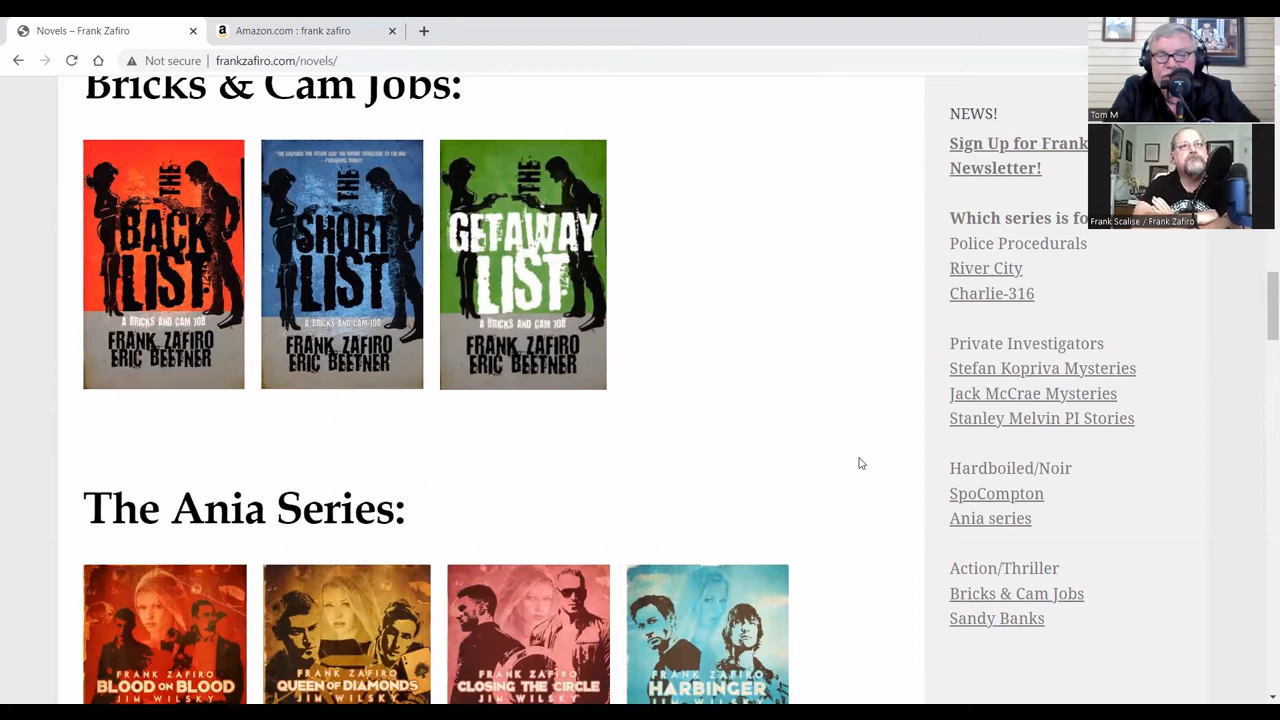 Novels – Frank Zafiro
Amazon.com : frank zafiro
Not secure
frankzafiro.com/novels/
Bricks & Cam Jobs:
THE
BACK
LIST
A BRICKS AND CAM JOB
FRANK ZAFIRO
ERIC BEETNER
THE
SHORT
LIST
A BRICKS AND CAM JOB
FRANK ZAFIRO
ERIC BEETNER
THE
GETAWAY
LIST
A BRICKS AND CAM JOB
FRANK ZAFIRO
ERIC BEETNER
The Ania Series:
FRANK ZAFIRO
BLOOD ON BLOOD
JIM WILSKY
FRANK ZAFIRO
QUEEN OF DIAMONDS
JIM WILSKY
FRANK ZAFIRO
CLOSING THE CIRCLE
JIM WILSKY
FRANK ZAFIRO
HARBINGER
JIM WILSKY
NEWS!
Sign Up for Frank
Newsletter!
Which series is fo
Police Procedurals
River City
Charlie-316
Private Investigators
Stefan Kopriva Mysteries
Jack McCrae Mysteries
Stanley Melvin PI Stories
Hardboiled/Noir
SpoCompton
Ania series
Action/Thriller
Bricks & Cam Jobs
Sandy Banks
Tom M
Frank Scalise / Frank Zafiro